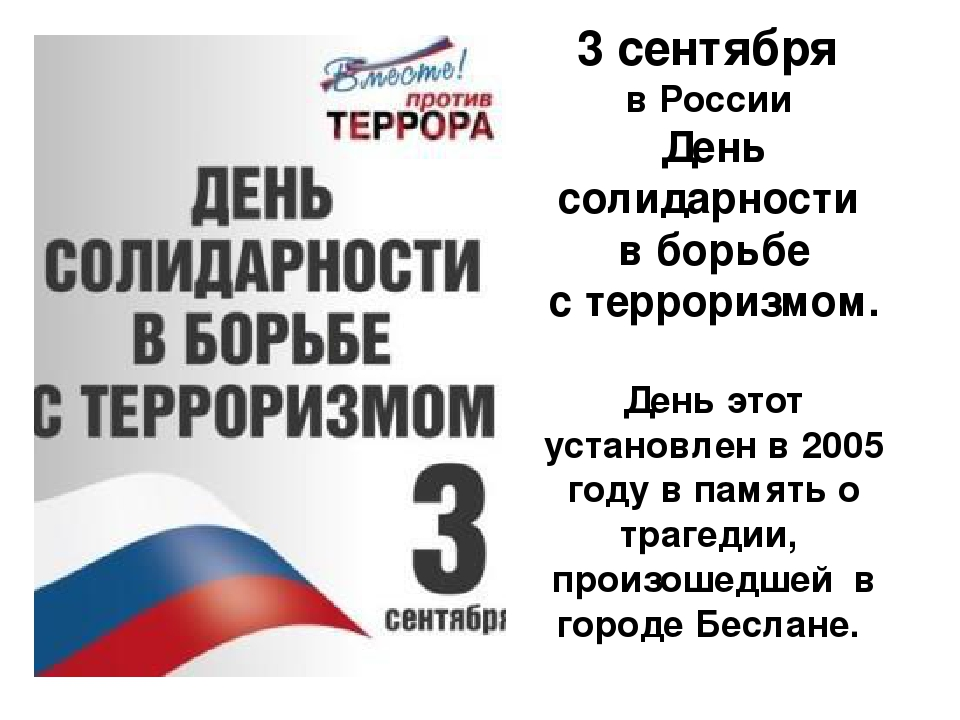 Вместе!
против
ТЕРРОРА
ДЕНЬ
СОЛИДАРНОСТИ
В БОРЬБЕ
С ТЕРРОРИЗМОМ
3
сентября
3 сентября
в России
День
солидарности
в борьбе
с терроризмом.
День этот
установлен в 2005
году в память о
трагедии,
произошедшей в
городе Беслане.